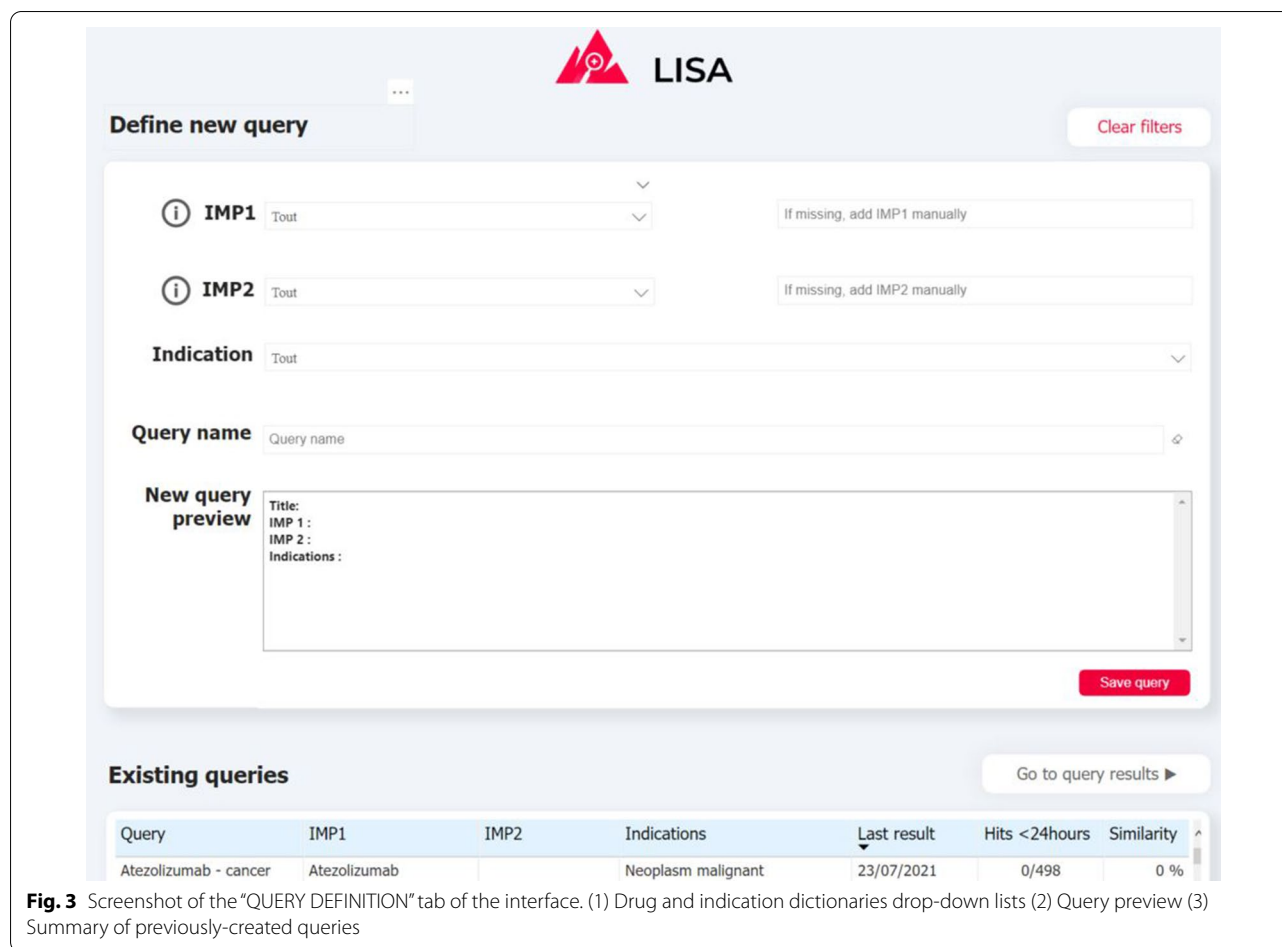 LISA
...
Define new query
Clear filters
IMP1 Tout If missing, add IMP1 manually
IMP2 Tout If missing, add IMP2 manually
Indication Tout
Query name Query name
New query preview
Title:
IMP 1 :
IMP 2 :
Indications :
Save query
Existing queries
Go to query results ▶
Query IMP1 IMP2 Indications Last result Hits <24hours Similarity
Atezolizumab - cancer Atezolizumab Neoplasm malignant 23/07/2021 0/498 0 %
Fig. 3 Screenshot of the “QUERY DEFINITION” tab of the interface. (1) Drug and indication dictionaries drop-down lists (2) Query preview (3)
Summary of previously-created queries